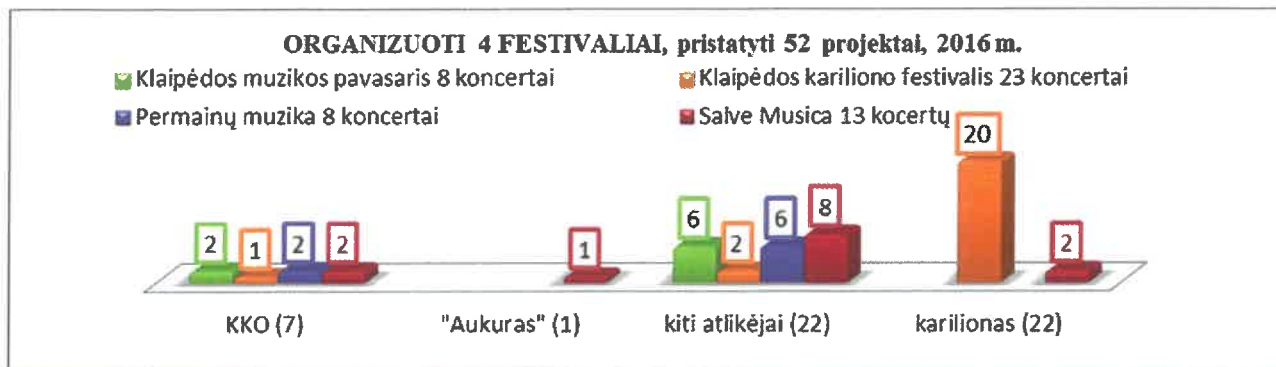 ORGANIZUOTI 4 FESTIVALIAI, pristatyti 52 projektai, 2016 m.
Klaipėdos muzikos pavasaris 8 koncertai
Klaipėdos kariliono festivalis 23 koncertai
Permainų muzika 8 koncertai
Salve Musica 13 kocertų
2 1 2 2
1
6 2 6 8
20 2
KKO (7)
"Aukuras" (1)
kiti atlikėjai (22)
karilionas (22)